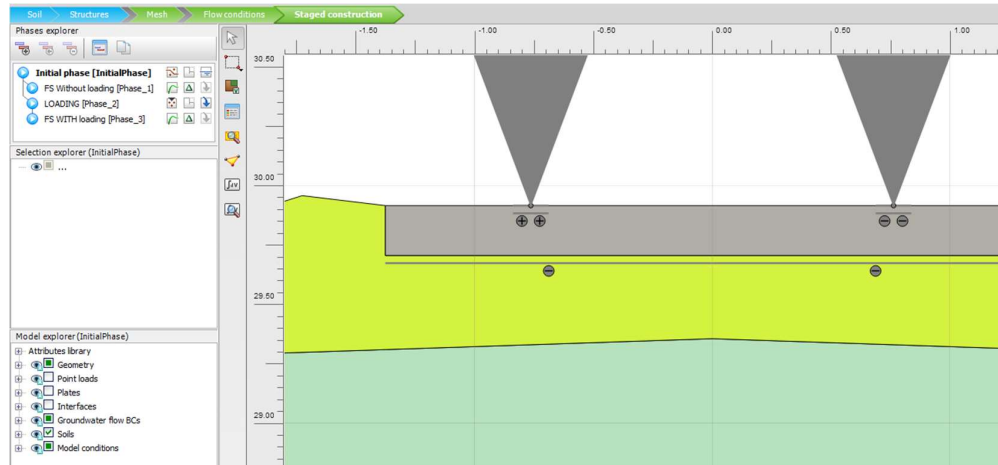 Soil Structures Mesh Flow conditions Staged construction
Phases explorer
Initial phase [InitialPhase]
FS Without loading [Phase_1]
LOADING [Phase_2]
FS WITH loading [Phase_3]
Selection explorer (InitialPhase)
...
Model explorer (InitialPhase)
Attributes library
Geometry
Point loads
Plates
Interfaces
Groundwater flow BCs
Soils
Model conditions
-1.50 -1.00 -0.50 0.00 0.50 1.00
30.50
30.00
29.50
29.00